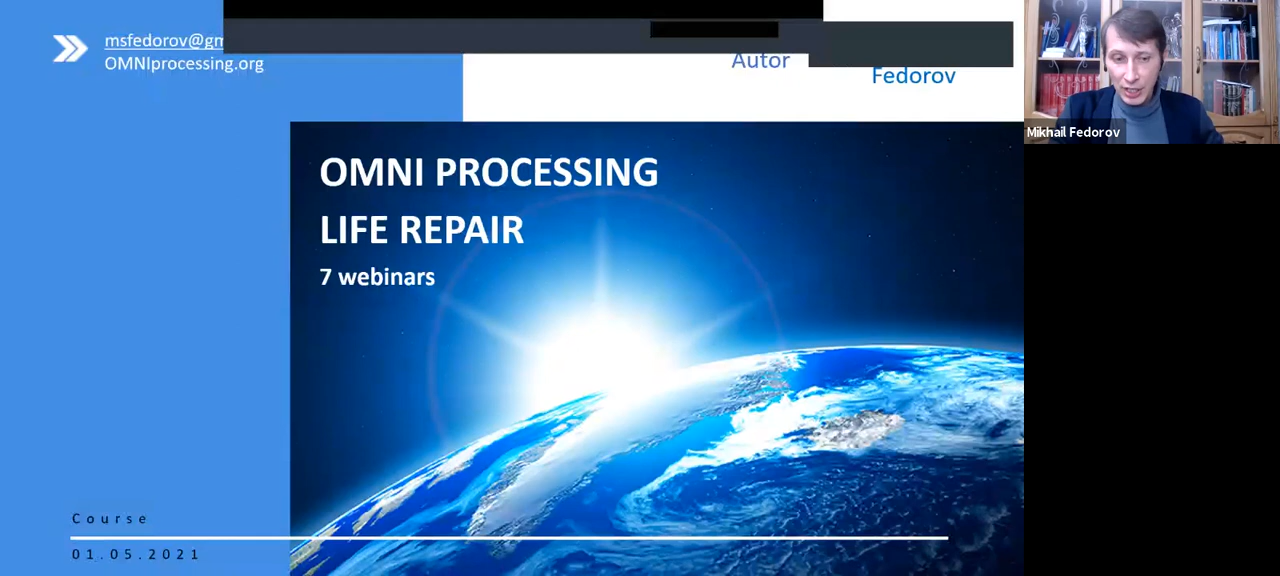 msfedorov@gm
OMNIprocessing.org
Autor
Fedorov
Mikhail Fedorov
OMNI PROCESSING
LIFE REPAIR
7 webinars
Course
01.05.2021